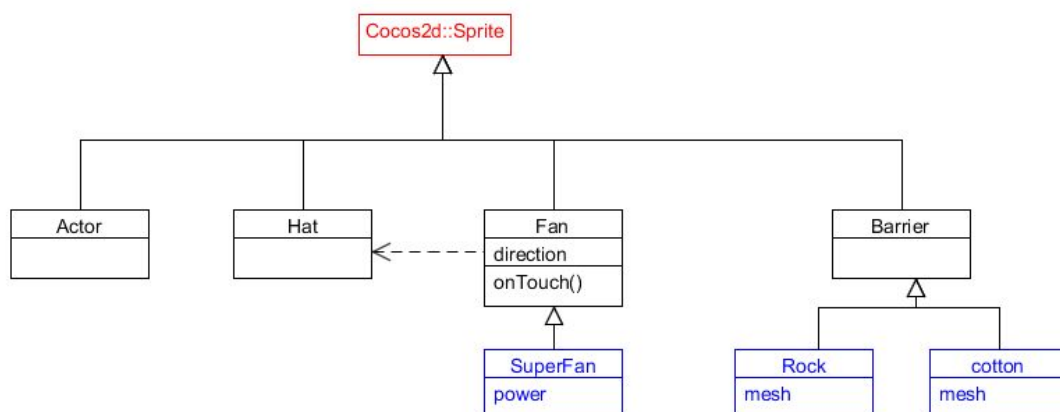 Cocos2d::Sprite
Actor
Hat
Fan
direction
onTouch()
Barrier
SuperFan
power
Rock
mesh
cotton
mesh